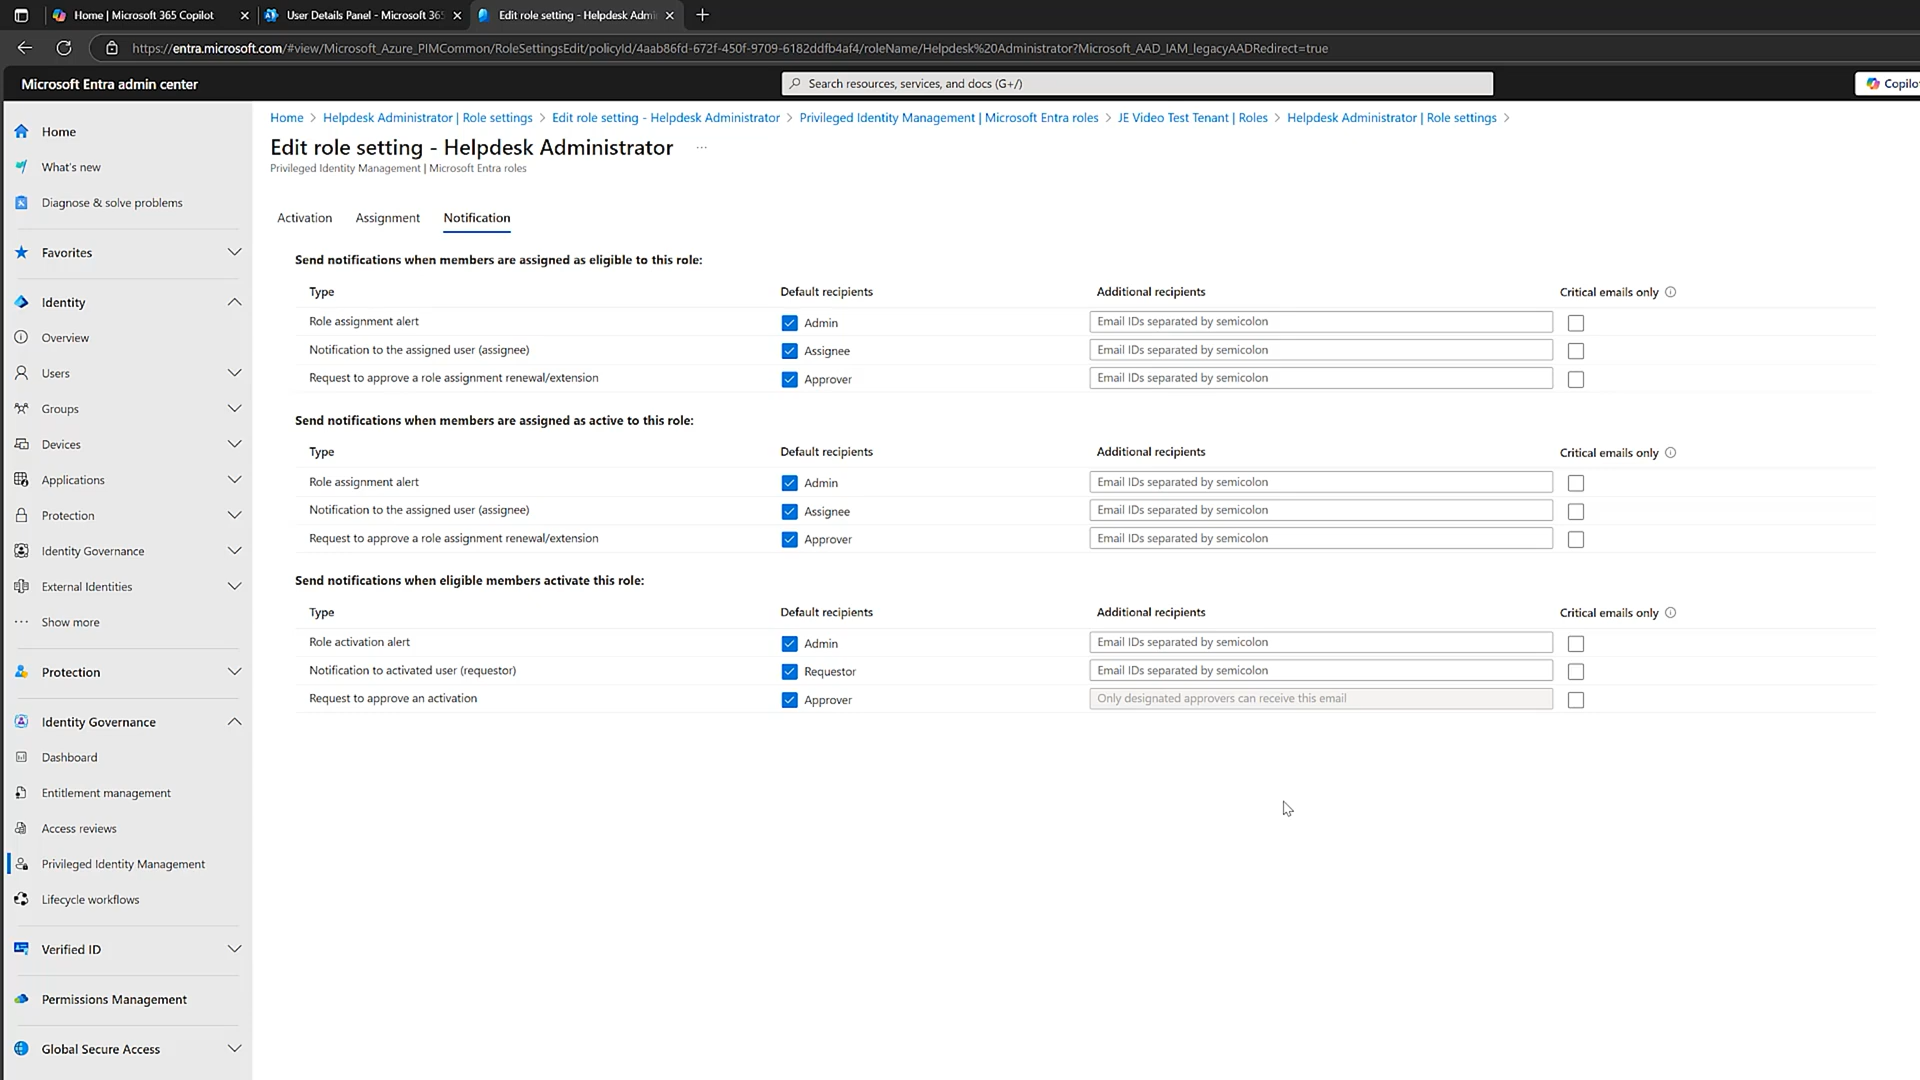 Home | Microsoft 365 Copilot
User Details Panel - Microsoft 365
Edit role setting - Helpdesk Admi
https://entra.microsoft.com/#view/Microsoft_Azure_PIMCommon/RoleSettingsEdit/policyId/4aab86fd-672f-450f-9709-6182ddfb4af4/roleName/Helpdesk%20Administrator?Microsoft_AAD_IAM_legacyAADRedirect=true
Microsoft Entra admin center
Search resources, services, and docs (G+/)
Copilo
Home > Helpdesk Administrator | Role settings > Edit role setting - Helpdesk Administrator > Privileged Identity Management | Microsoft Entra roles > JE Video Test Tenant | Roles > Helpdesk Administrator | Role settings >
Edit role setting - Helpdesk Administrator ...
Privileged Identity Management | Microsoft Entra roles
Home
What's new
Diagnose & solve problems
Favorites
Identity
Overview
Users
Groups
Devices
Applications
Protection
Identity Governance
External Identities
Show more
Protection
Identity Governance
Dashboard
Entitlement management
Access reviews
Privileged Identity Management
Lifecycle workflows
Verified ID
Permissions Management
Global Secure Access
Activation Assignment Notification
Send notifications when members are assigned as eligible to this role:
Type Default recipients Additional recipients Critical emails only
Role assignment alert Admin Email IDs separated by semicolon
Notification to the assigned user (assignee) Assignee Email IDs separated by semicolon
Request to approve a role assignment renewal/extension Approver Email IDs separated by semicolon
Send notifications when members are assigned as active to this role:
Type Default recipients Additional recipients Critical emails only
Role assignment alert Admin Email IDs separated by semicolon
Notification to the assigned user (assignee) Assignee Email IDs separated by semicolon
Request to approve a role assignment renewal/extension Approver Email IDs separated by semicolon
Send notifications when eligible members activate this role:
Type Default recipients Additional recipients Critical emails only
Role activation alert Admin Email IDs separated by semicolon
Notification to activated user (requestor) Requestor Email IDs separated by semicolon
Request to approve an activation Approver Only designated approvers can receive this email